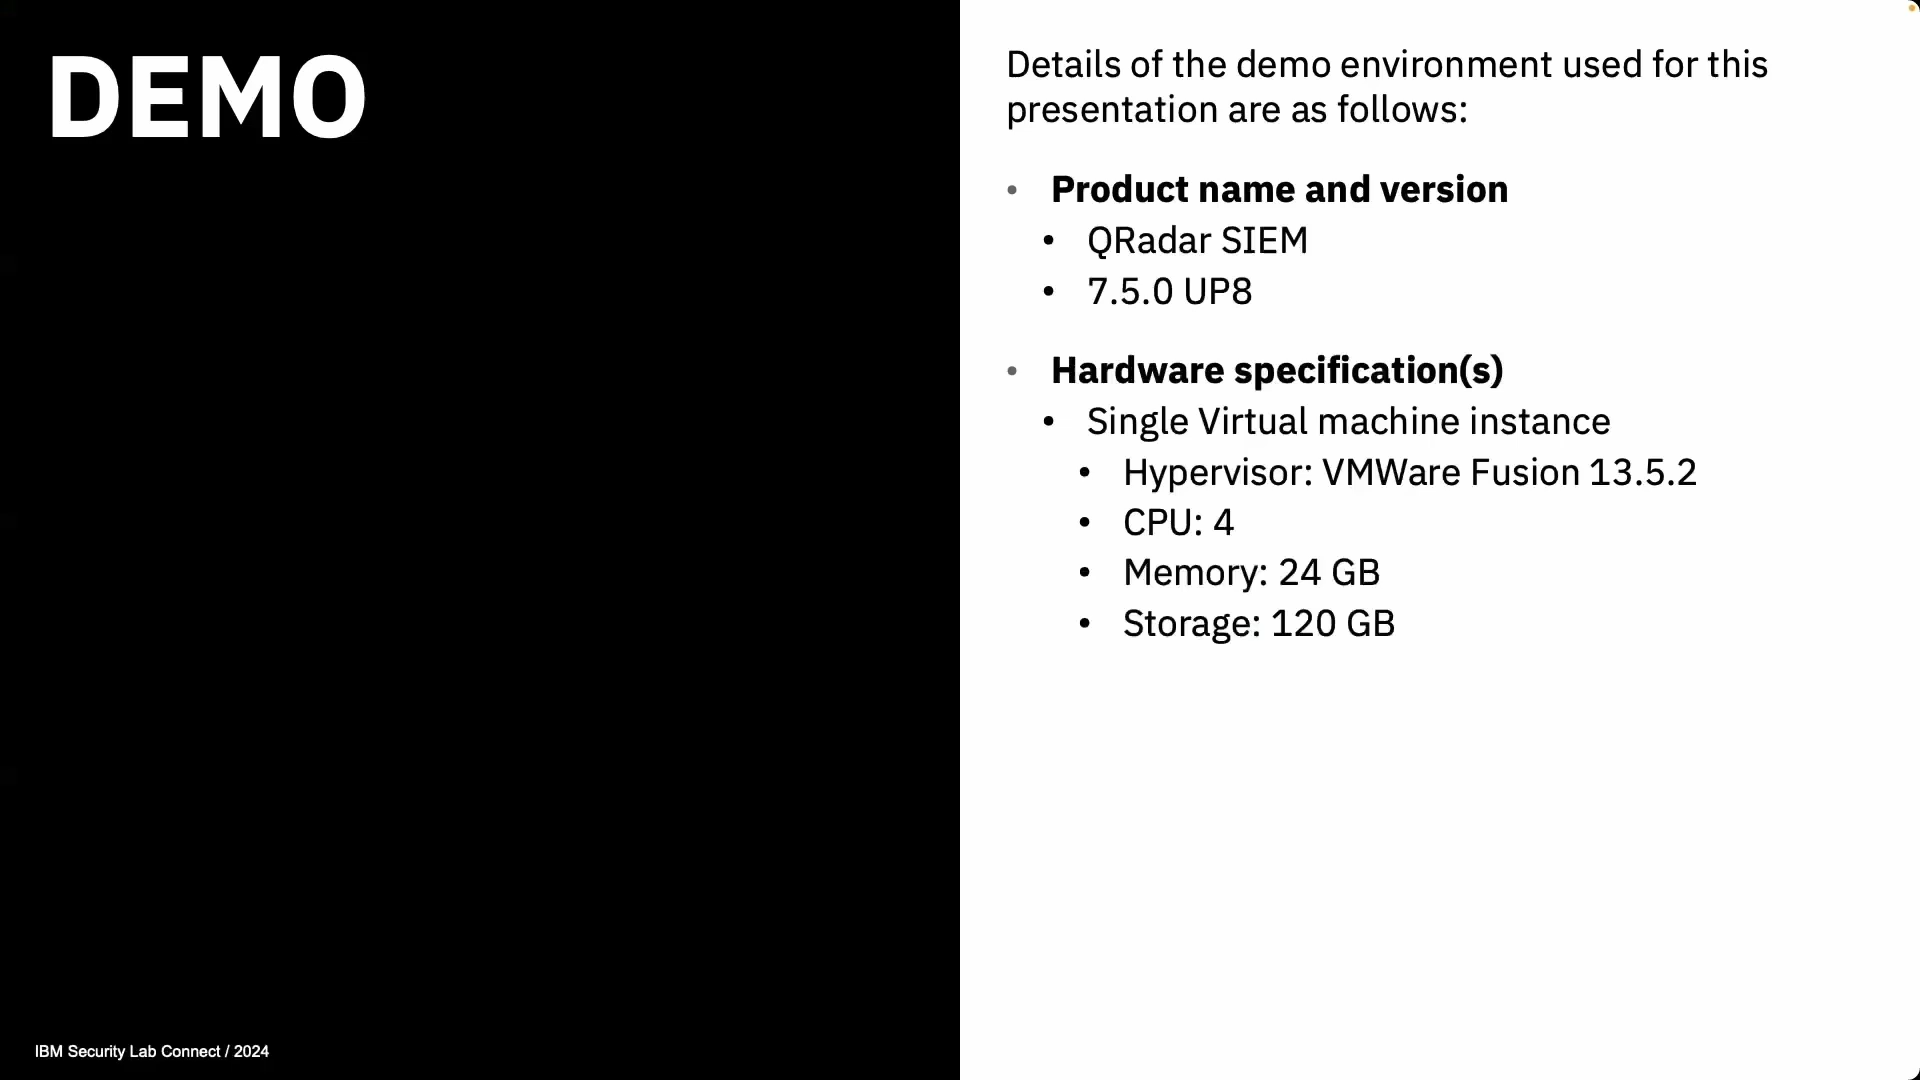 DEMO
Details of the demo environment used for this
presentation are as follows:
• Product name and version
• QRadar SIEM
• 7.5.0 UP8
• Hardware specification(s)
• Single Virtual machine instance
• Hypervisor: VMWare Fusion 13.5.2
• CPU: 4
• Memory: 24 GB
• Storage: 120 GB
IBM Security Lab Connect / 2024